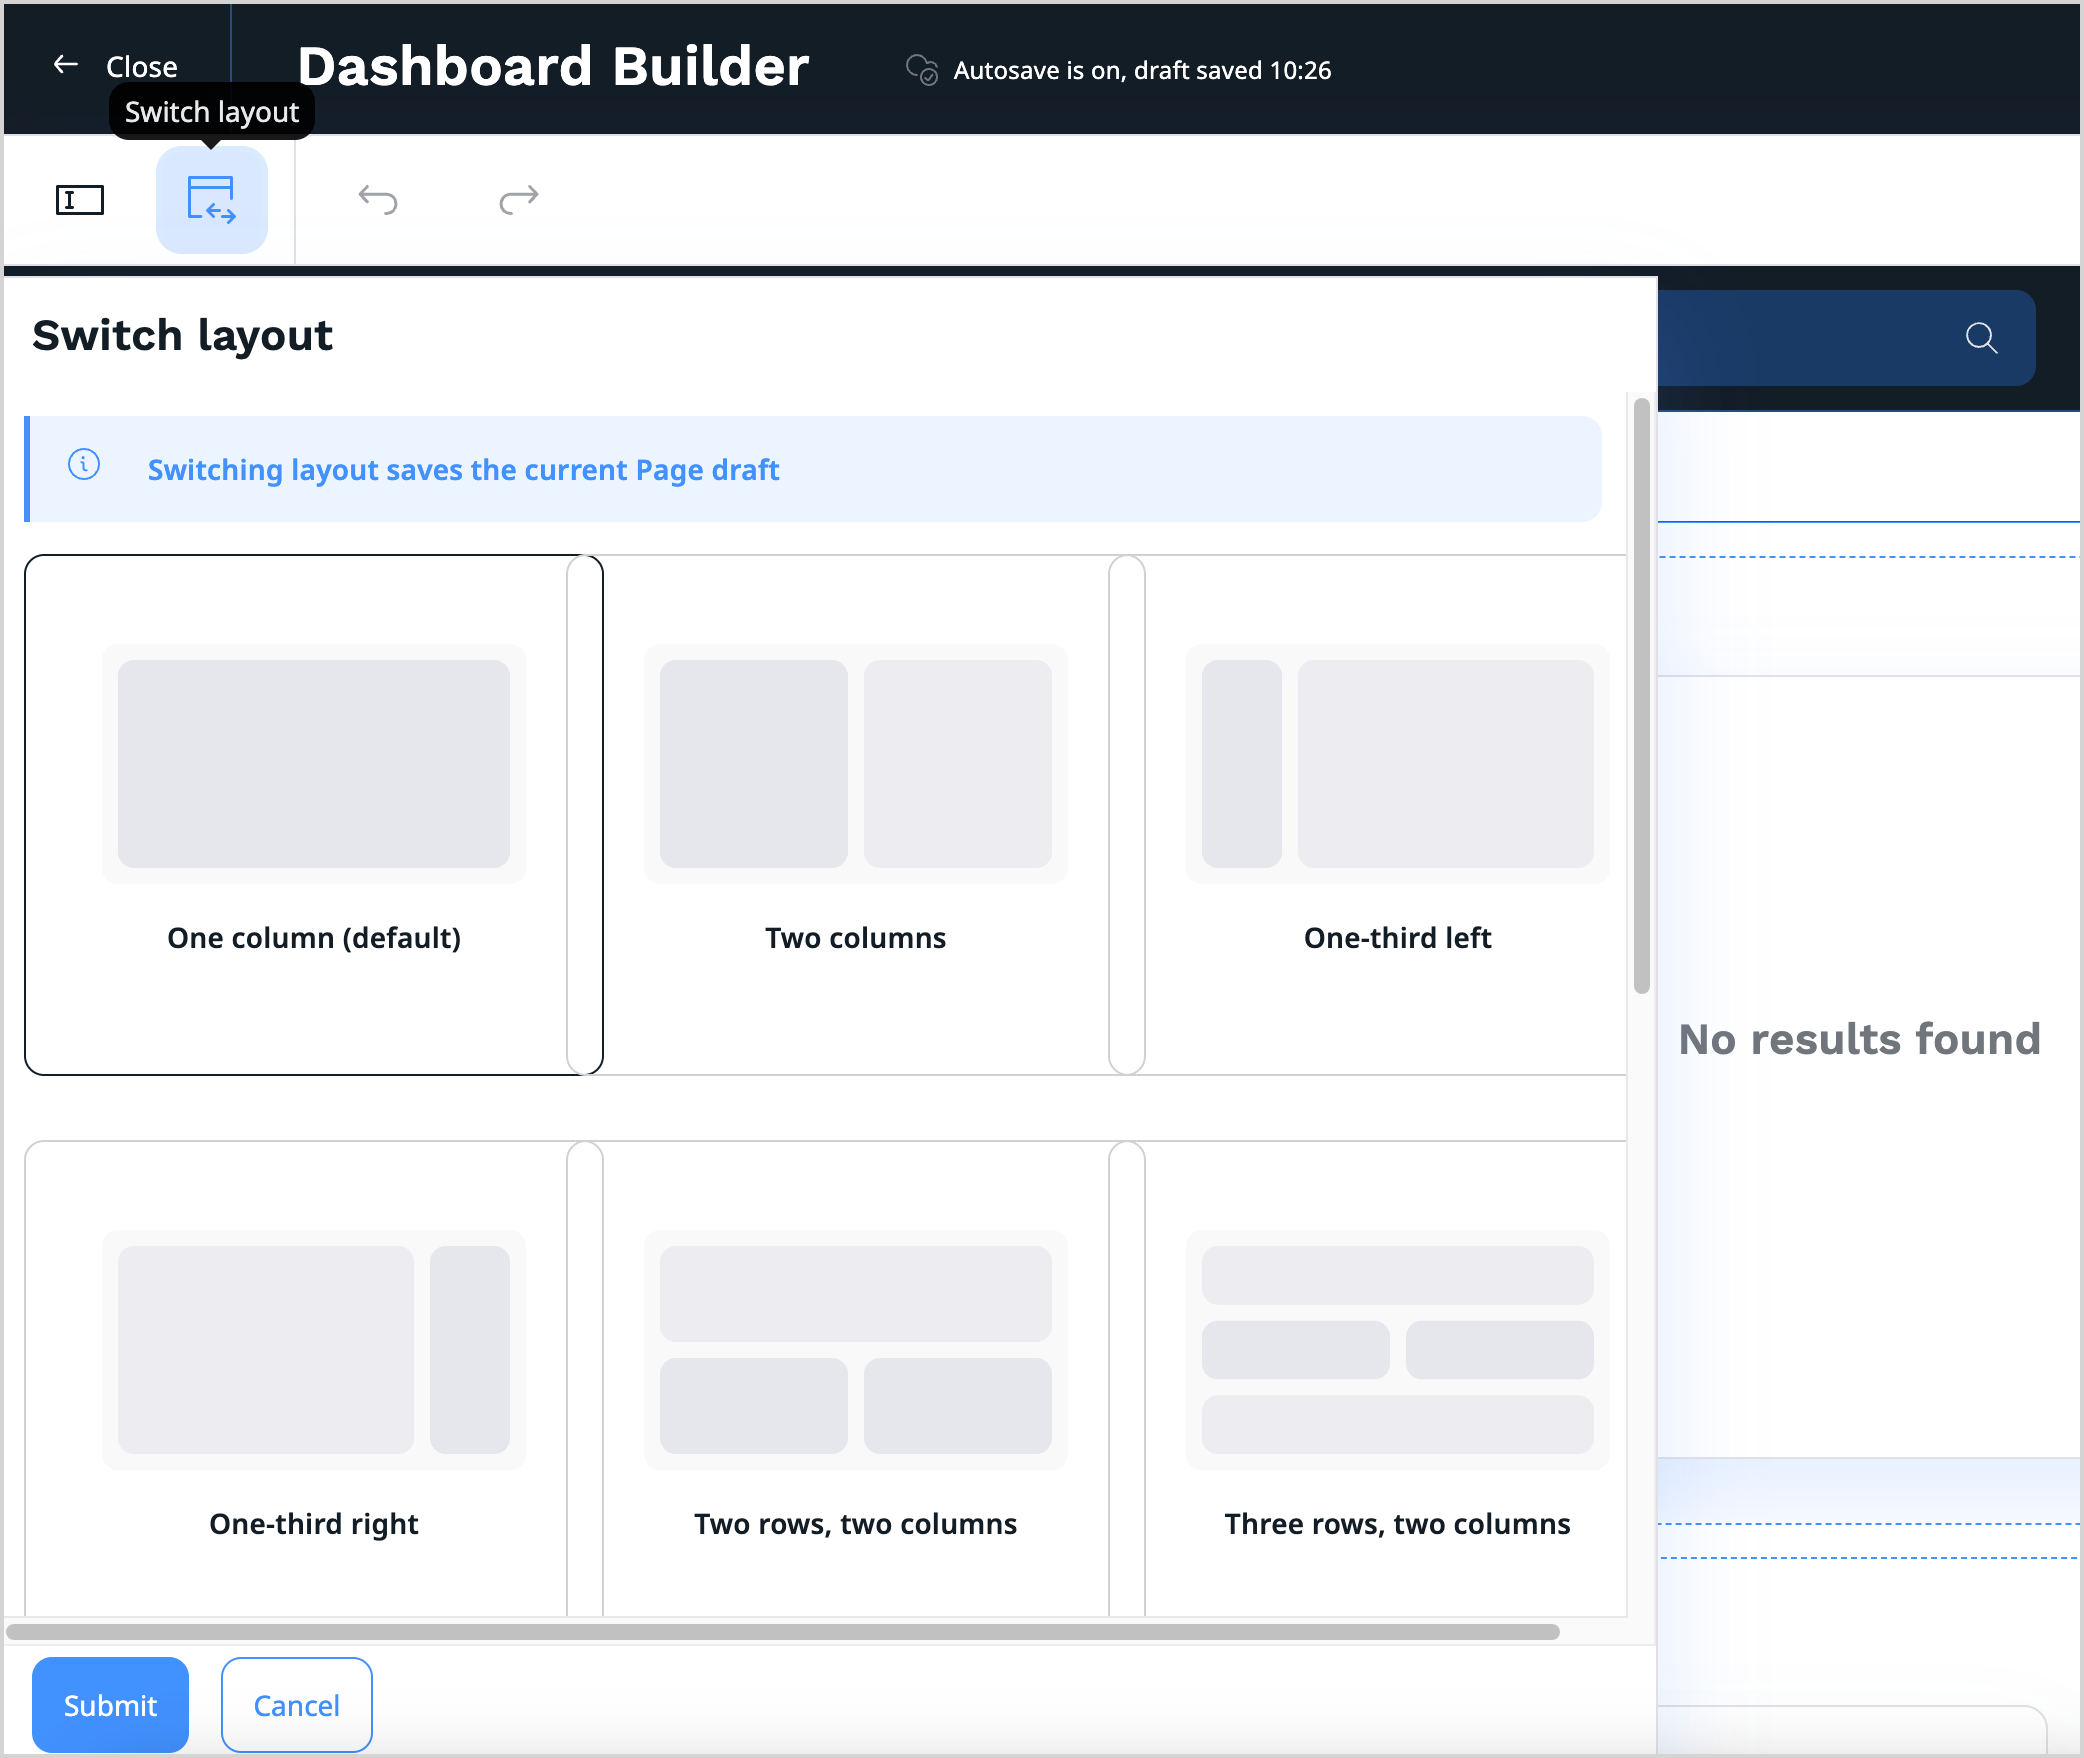 Close
Dashboard Builder
Autosave is on, draft saved 10:26
Switch layout
Switch layout
Switching layout saves the current Page draft
One column (default)
Two columns
One-third left
No results found
One-third right
Two rows, two columns
Three rows, two columns
Submit
Cancel